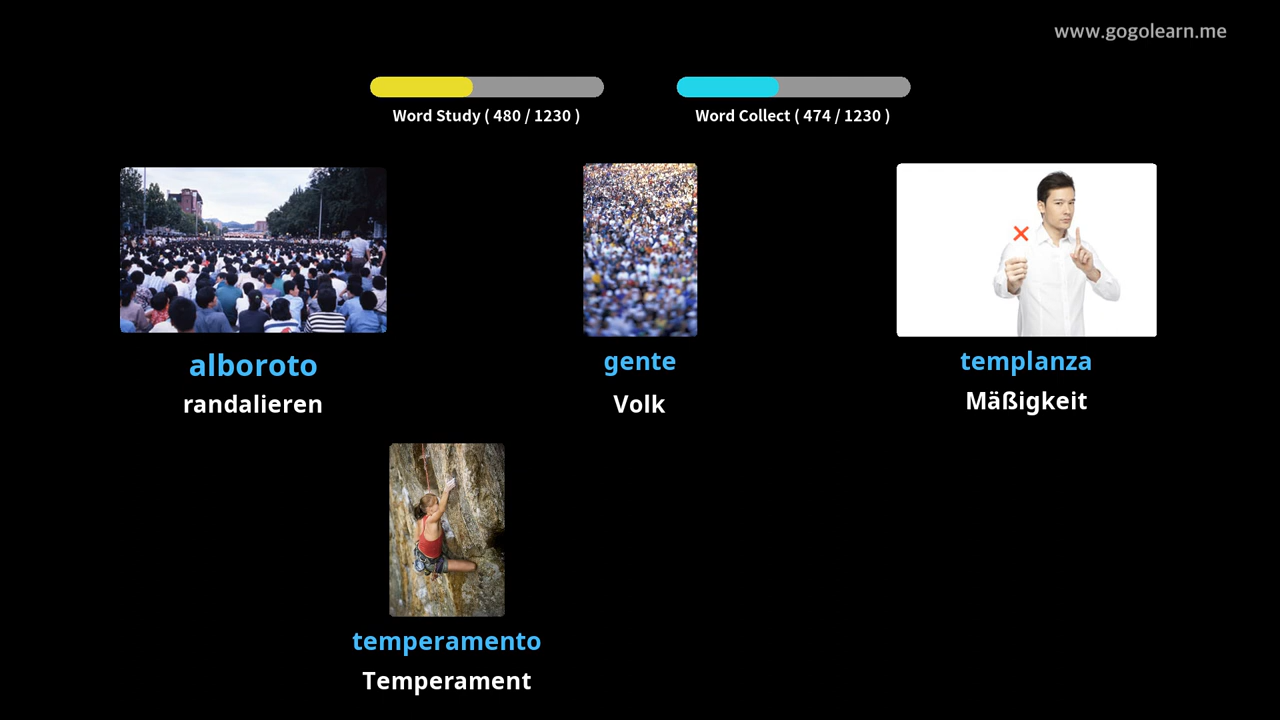 www.gogolearn.me
Word Study ( 480 / 1230 )
Word Collect ( 474 / 1230 )
alboroto
randalieren
gente
Volk
templanza
Mäßigkeit
temperamento
Temperament